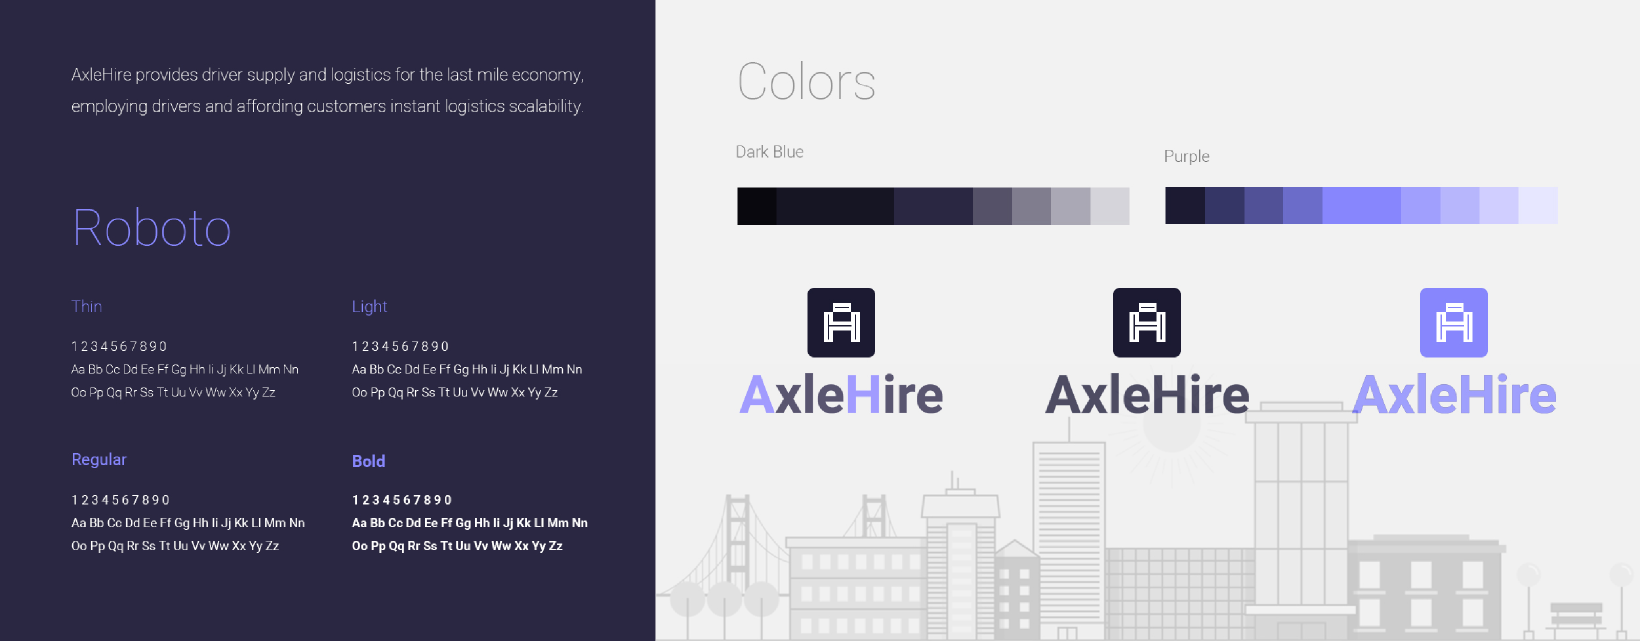 AxleHire provides driver supply and logistics for the last mile economy,
employing drivers and affording customers instant logistics scalability.
Roboto
Thin
1 2 3 4 5 6 7 8 9 0
Aa Bb Cc Dd Ee Ff Gg Hh Ii Jj Kk Ll Mm Nn
Oo Pp Qq Rr Ss Tt Uu Vv Ww Xx Yy Zz
Light
1 2 3 4 5 6 7 8 9 0
Aa Bb Cc Dd Ee Ff Gg Hh Ii Jj Kk Ll Mm Nn
Oo Pp Qq Rr Ss Tt Uu Vv Ww Xx Yy Zz
Regular
1 2 3 4 5 6 7 8 9 0
Aa Bb Cc Dd Ee Ff Gg Hh Ii Jj Kk Ll Mm Nn
Oo Pp Qq Rr Ss Tt Uu Vv Ww Xx Yy Zz
Bold
1 2 3 4 5 6 7 8 9 0
Aa Bb Cc Dd Ee Ff Gg Hh Ii Jj Kk Ll Mm Nn
Oo Pp Qq Rr Ss Tt Uu Vv Ww Xx Yy Zz
Colors
Dark Blue
Purple
AxleHire
AxleHire
AxleHire